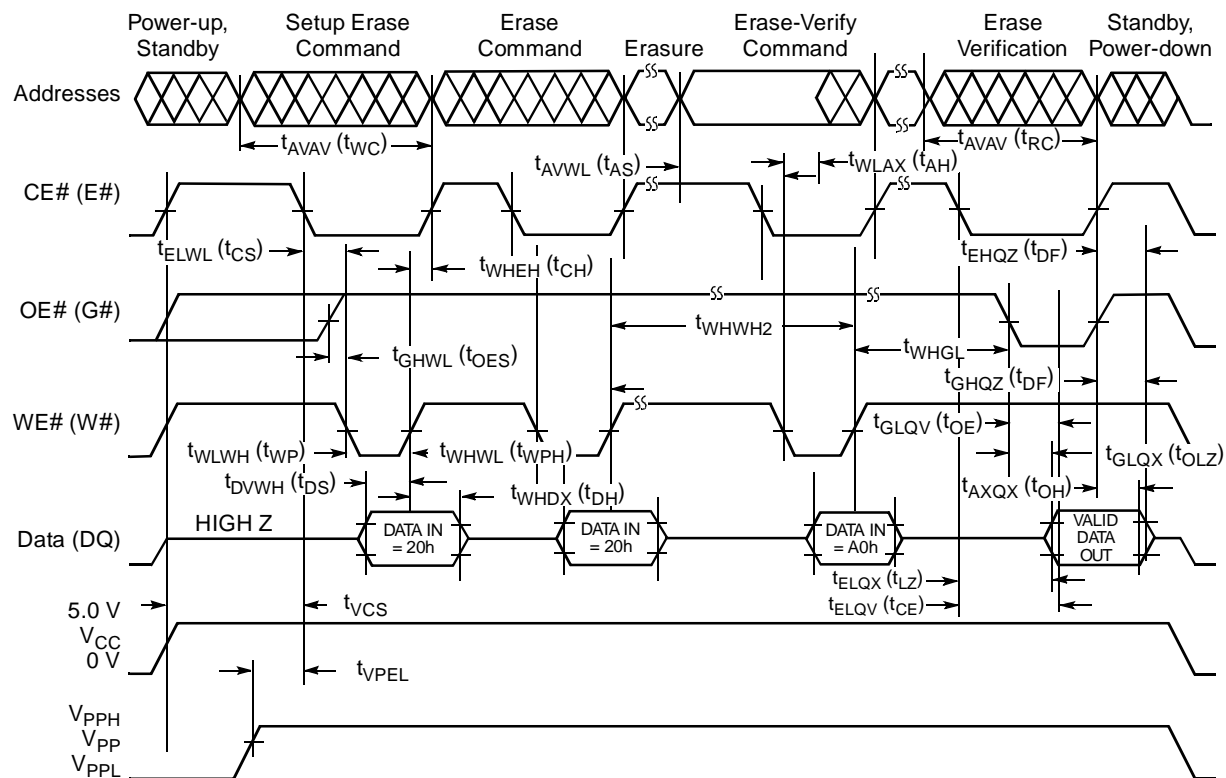 Power-up, Standby
Setup Erase Command
Erase Command
Erasure
Erase-Verify Command
Erase Verification
Standby, Power-down
Addresses
tAVAV (tWC)
tAVAV (tRC)
tAVWL (tAS)
tWLAX (tAH)
CE# (E#)
tELWL (tCS)
tWHEH (tCH)
tEHQZ (tDF)
OE# (G#)
tWHWH2
tWHGL
tGHWL (tOES)
tGHQZ (tDF)
WE# (W#)
tGLQV (tOE)
tWLWH (tWP)
tWHWL (tWPH)
tGLQX (tOLZ)
tDVWH (tDS)
tWHDX (tDH)
tAXQX (tOH)
HIGH Z
Data (DQ)
DATA IN = 20h
DATA IN = 20h
DATA IN = A0h
VALID DATA OUT
tELQX (tLZ)
tELQV (tCE)
5.0 V
VCC
0 V
tVCS
tVPEL
VPPH
VPP
VPPL